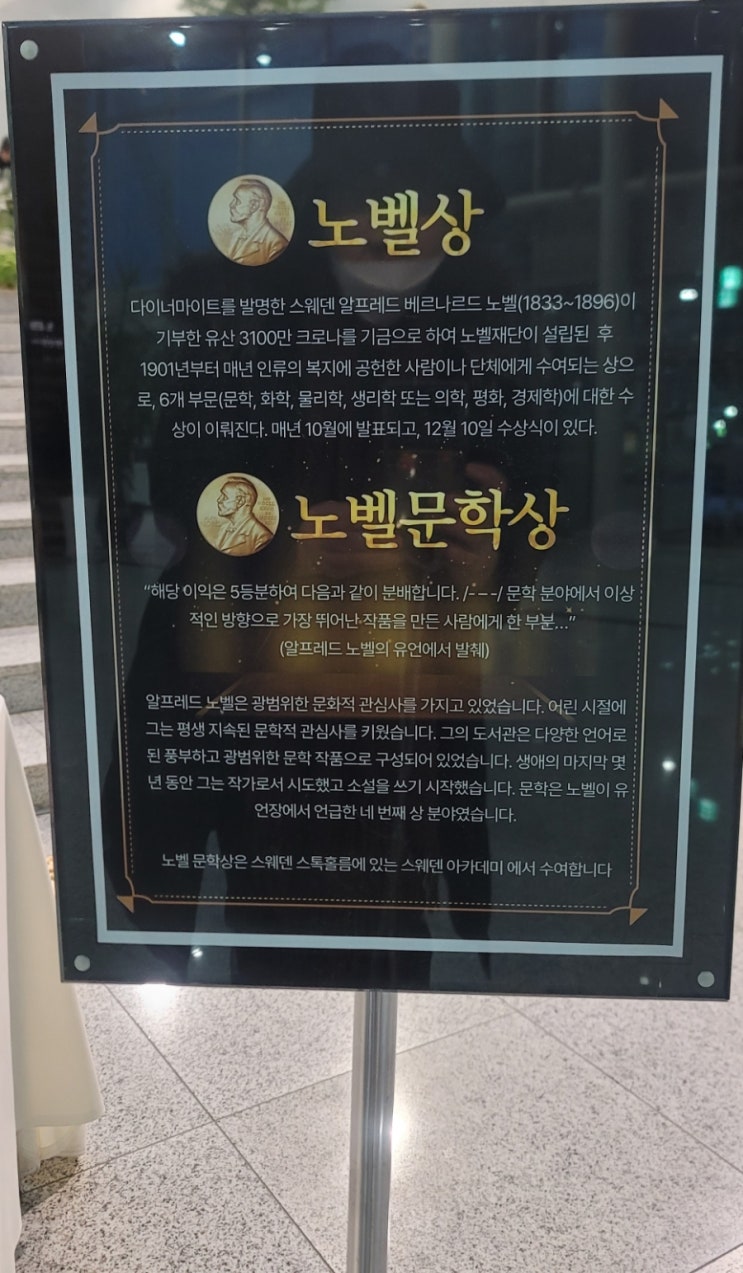 노벨상
다이너마이트를 발명한 스웨덴 알프레드 베르나르드 노벨(1833~1896)이
기부한 유산 3100만 크로나를 기금으로 하여 노벨재단이 설립된 후
1901년부터 매년 인류의 복지에 공헌한 사람이나 단체에게 수여되는 상으
로, 6개 부문(문학, 화학, 물리학, 생리학 또는 의학, 평화, 경제학)에 대한 수
상이 이뤄진다. 매년 10월에 발표되고, 12월 10일 수상식이 있다.
노벨문학상
“해당 이익은 5등분하여 다음과 같이 분배합니다. /---/ 문학 분야에서 이상
적인 방향으로 가장 뛰어난 작품을 만든 사람에게 한 부분...”
(알프레드 노벨의 유언에서 발췌)
알프레드 노벨은 광범위한 문화적 관심사를 가지고 있었습니다. 어린 시절에
그는 평생 지속된 문학적 관심사를 키웠습니다. 그의 도서관은 다양한 언어로
된 풍부하고 광범위한 문학 작품으로 구성되어 있었습니다. 생애의 마지막 몇
년 동안 그는 작가로서 시도했고 소설을 쓰기 시작했습니다. 문학은 노벨이 유
언장에서 언급한 네 번째 상 분야였습니다.
노벨 문학상은 스웨덴 스톡홀름에 있는 스웨덴 아카데미 에서 수여합니다